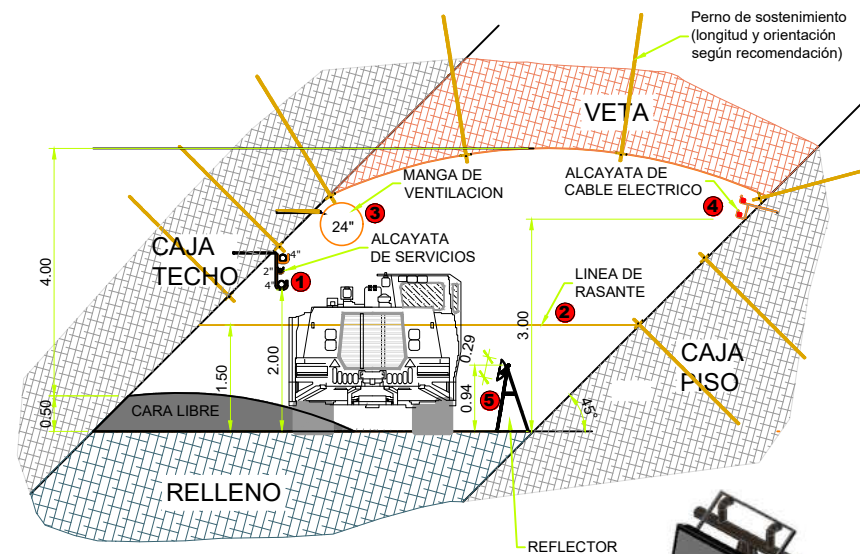 Perno de sostenimiento
(longitud y orientación
según recomendación)
VETA
MANGA DE
VENTILACION
ALCAYATA DE
CABLE ELECTRICO
3
4
24"
CAJA
TECHO
ALCAYATA
DE SERVICIOS
4"
2"
4"
1
LINEA DE
RASANTE
2
4.00
3.00
2.00
1.50
0.29
0.94
0.50
5
45°
CAJA
PISO
CARA LIBRE
RELLENO
REFLECTOR